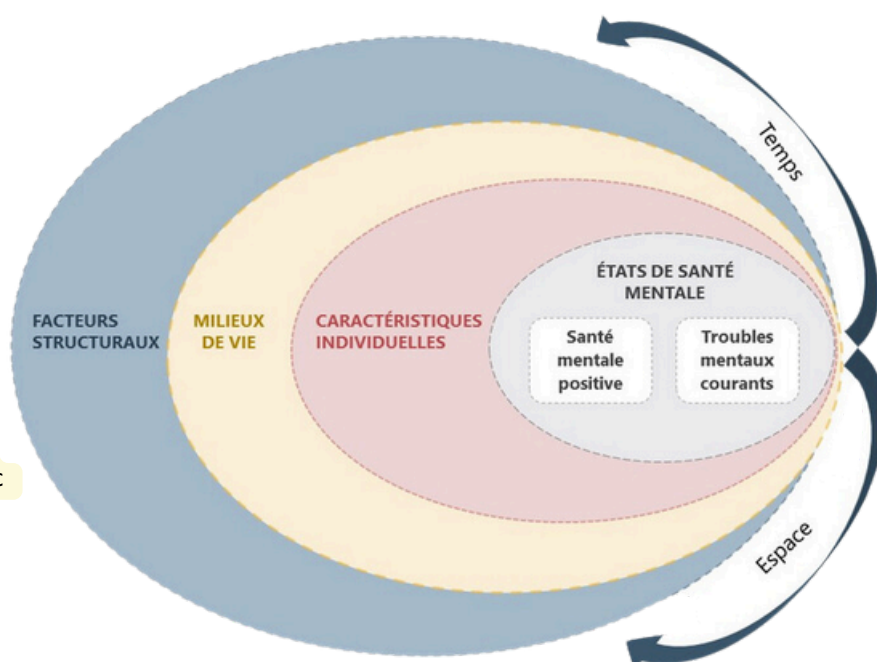 Temps
ÉTATS DE SANTÉ
MENTALE
FACTEURS
STRUCTURAUX
MILIEUX
DE VIE
CARACTÉRISTIQUES
INDIVIDUELLES
Santé
mentale
positive
Troubles
mentaux
courants
Espace